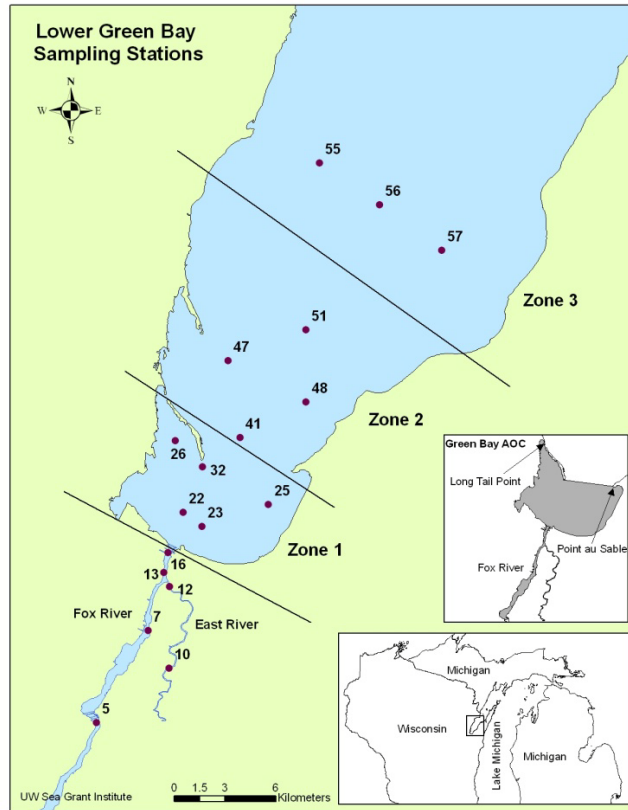 Lower Green Bay
Sampling Stations
N
W E
S
55
56
57
Zone 3
51
47
48
Zone 2
41
26
32
25
22
23
Zone 1
16
13
12
Fox River
7
East River
10
5
UW Sea Grant Institute
0 1.5 3 6
Kilometers
Green Bay AOC
Long Tail Point
Point au Sable
Fox River
Michigan
Wisconsin
Lake Michigan
Michigan